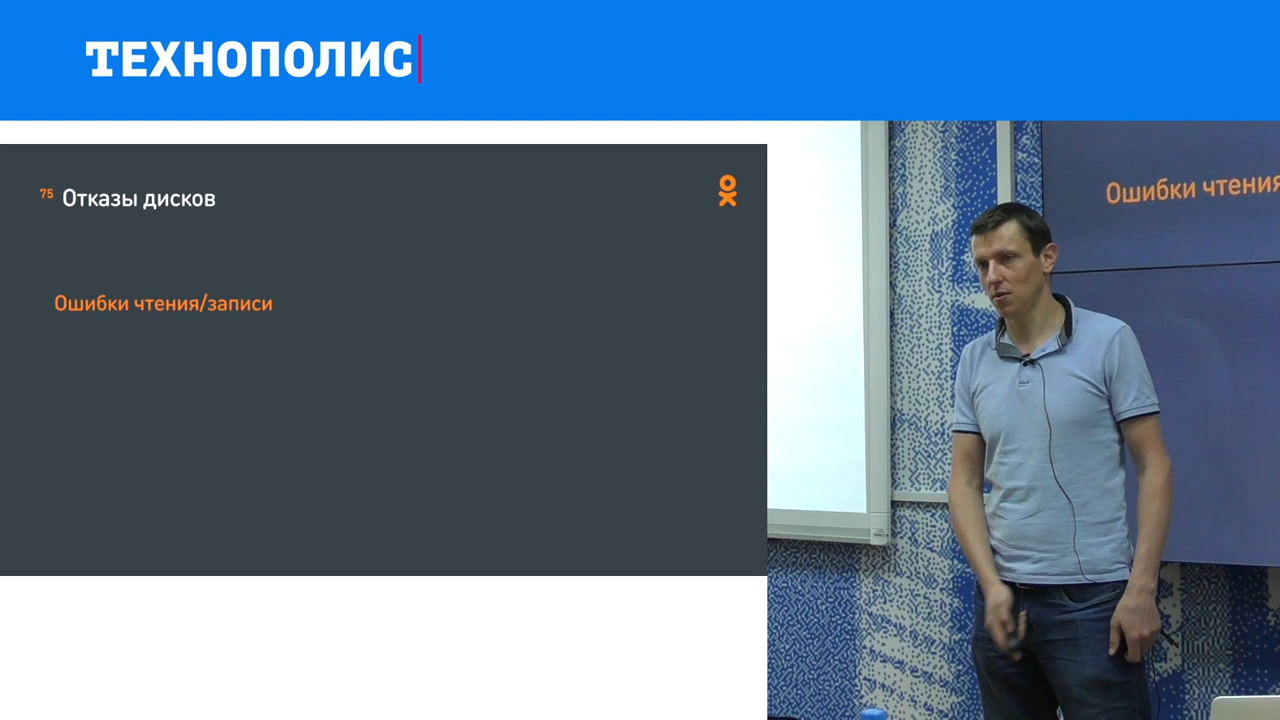 ТЕХНОПОЛИС
75 Отказы дисков
Ошибки чтения/записи
Ошибки чтения